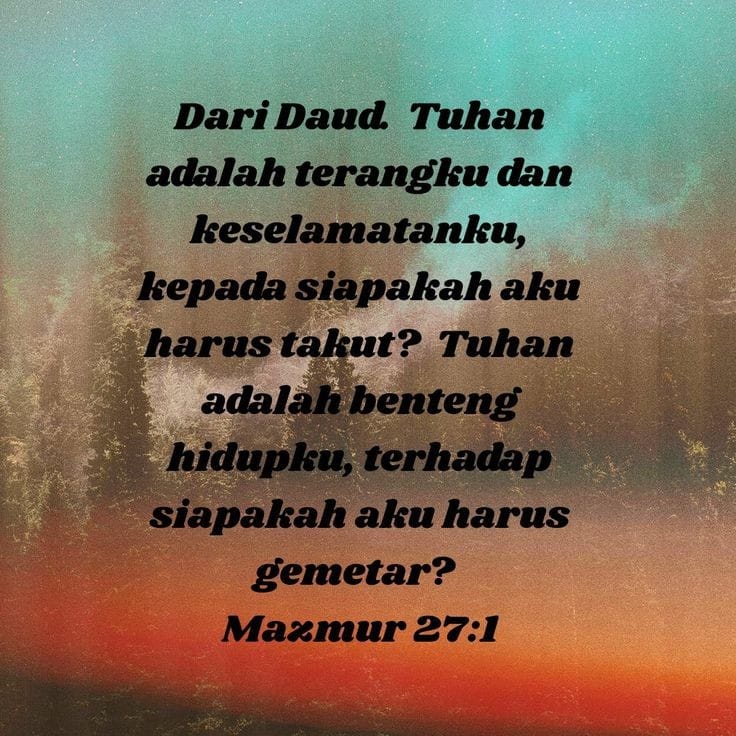 Dari Daud. Tuhan
adalah terangku dan
keselamatanku,
kepada siapakah aku
harus takut? Tuhan
adalah benteng
hidupku, terhadap
siapakah aku harus
gemetar?
Mazmur 27:1